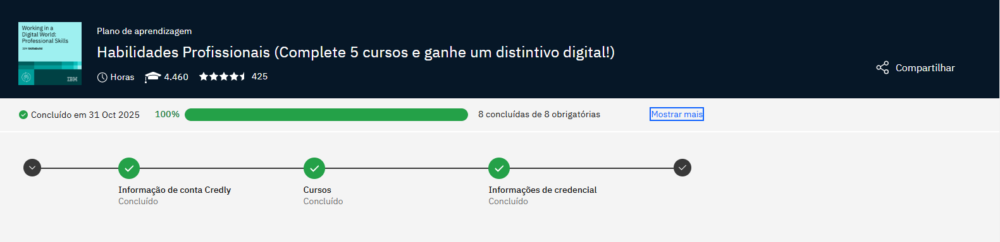 Working in a
Digital World:
Professional Skills
IBM SkillsBuild
IBM
Plano de aprendizagem
Habilidades Profissionais (Complete 5 cursos e ganhe um distintivo digital!)
Horas 4.460 425
Compartilhar
Concluído em 31 Oct 2025 100% 8 concluídas de 8 obrigatórias Mostrar mais
Informação de conta Credly
Concluído
Cursos
Concluído
Informações de credencial
Concluído